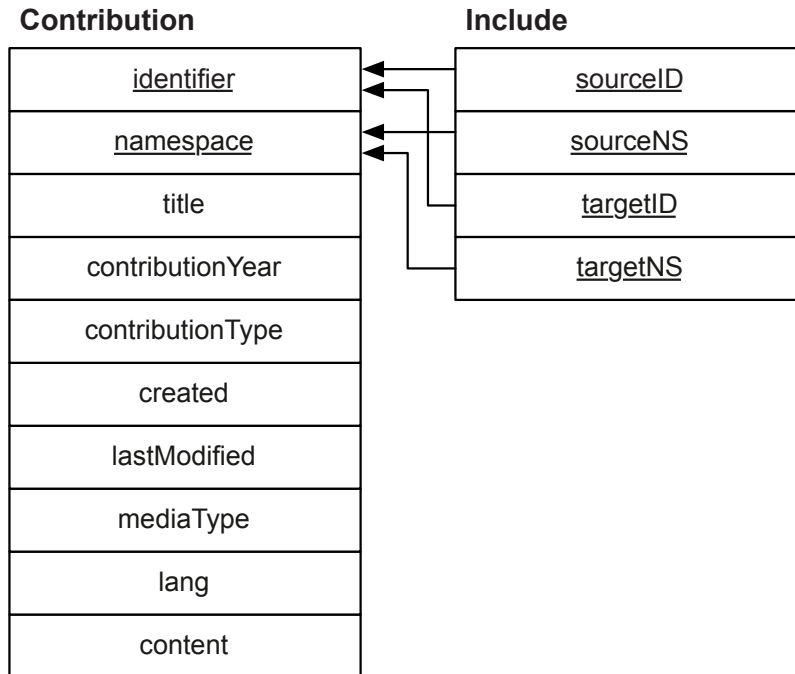 Contribution
identifier
namespace
title
contributionYear
contributionType
created
lastModified
mediaType
lang
content
Include
sourceID
sourceNS
targetID
targetNS